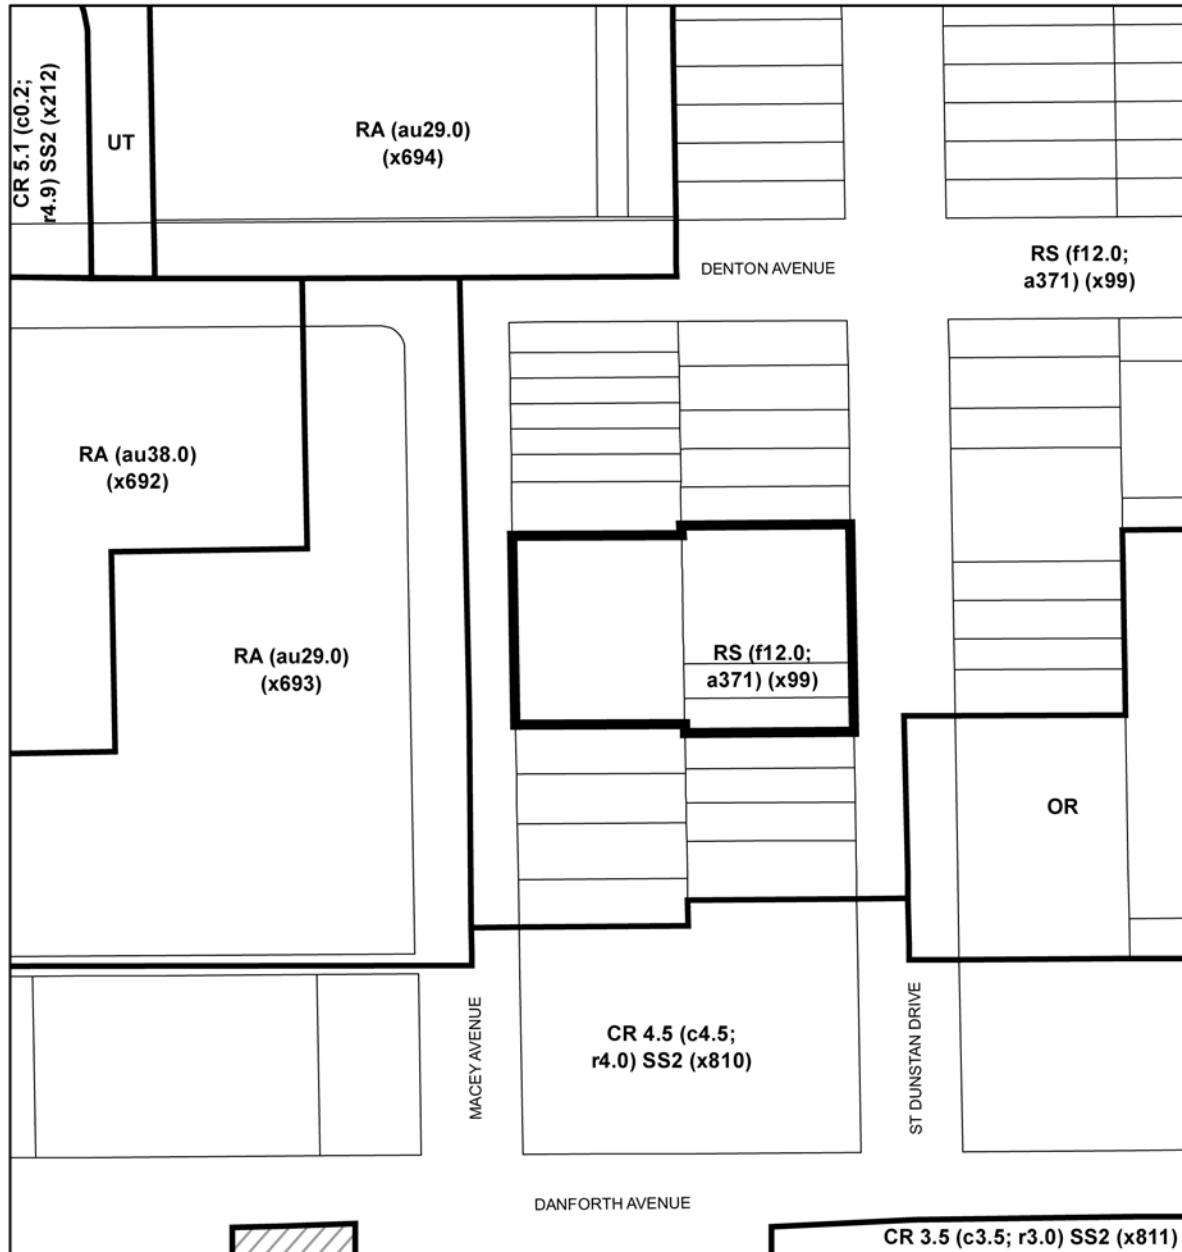 CR 5.1 (c0.2;
r4.9) SS2 (x212)
UT
RA (au29.0)
(x694)
DENTON AVENUE
RS (f12.0;
a371) (x99)
RA (au38.0)
(x692)
RA (au29.0)
(x693)
RS (f12.0;
a371) (x99)
OR
MACEY AVENUE
CR 4.5 (c4.5;
r4.0) SS2 (x810)
ST DUNSTAN DRIVE
DANFORTH AVENUE
CR 3.5 (c3.5; r3.0) SS2 (x811)